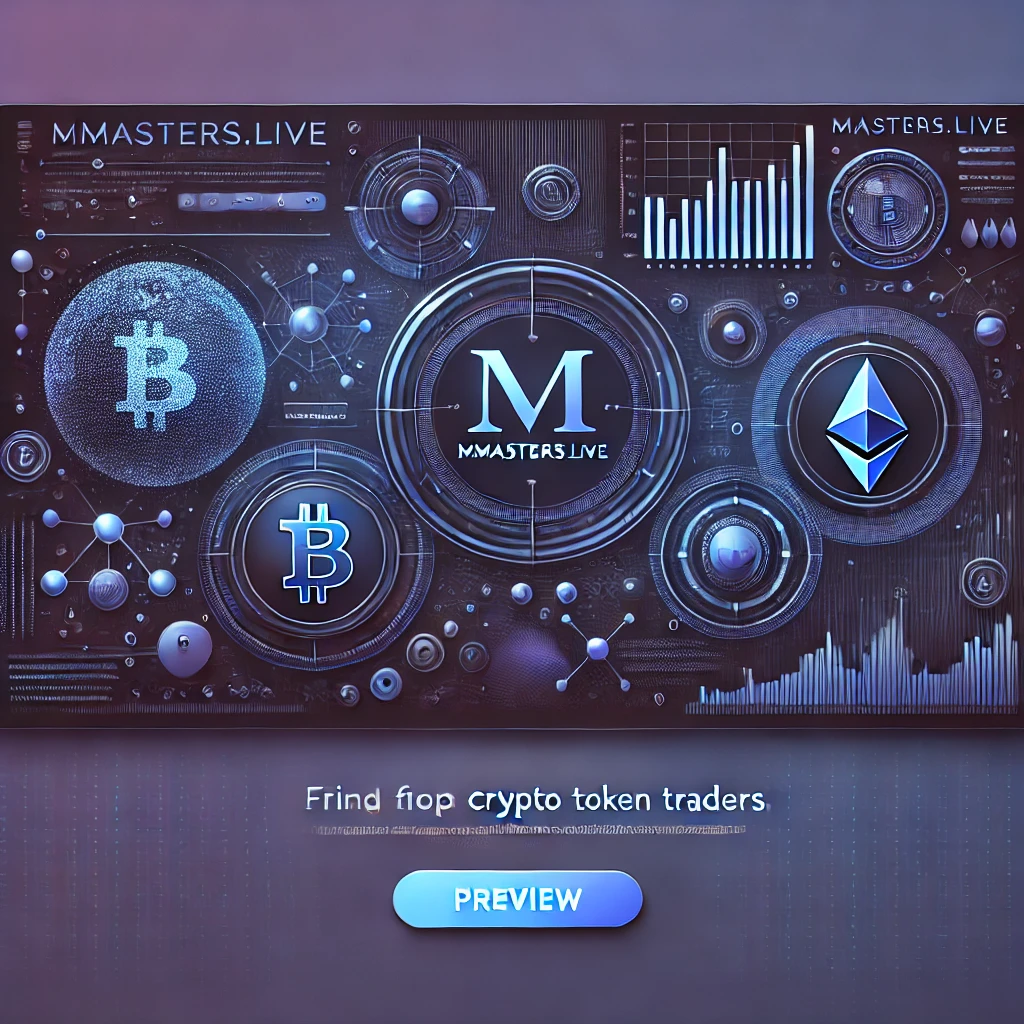 MMASTERS.LIVE
MASTERS.LIVE
M
MMASTERS.LIVE
Frind fiop crypto token traders
PREVIEW